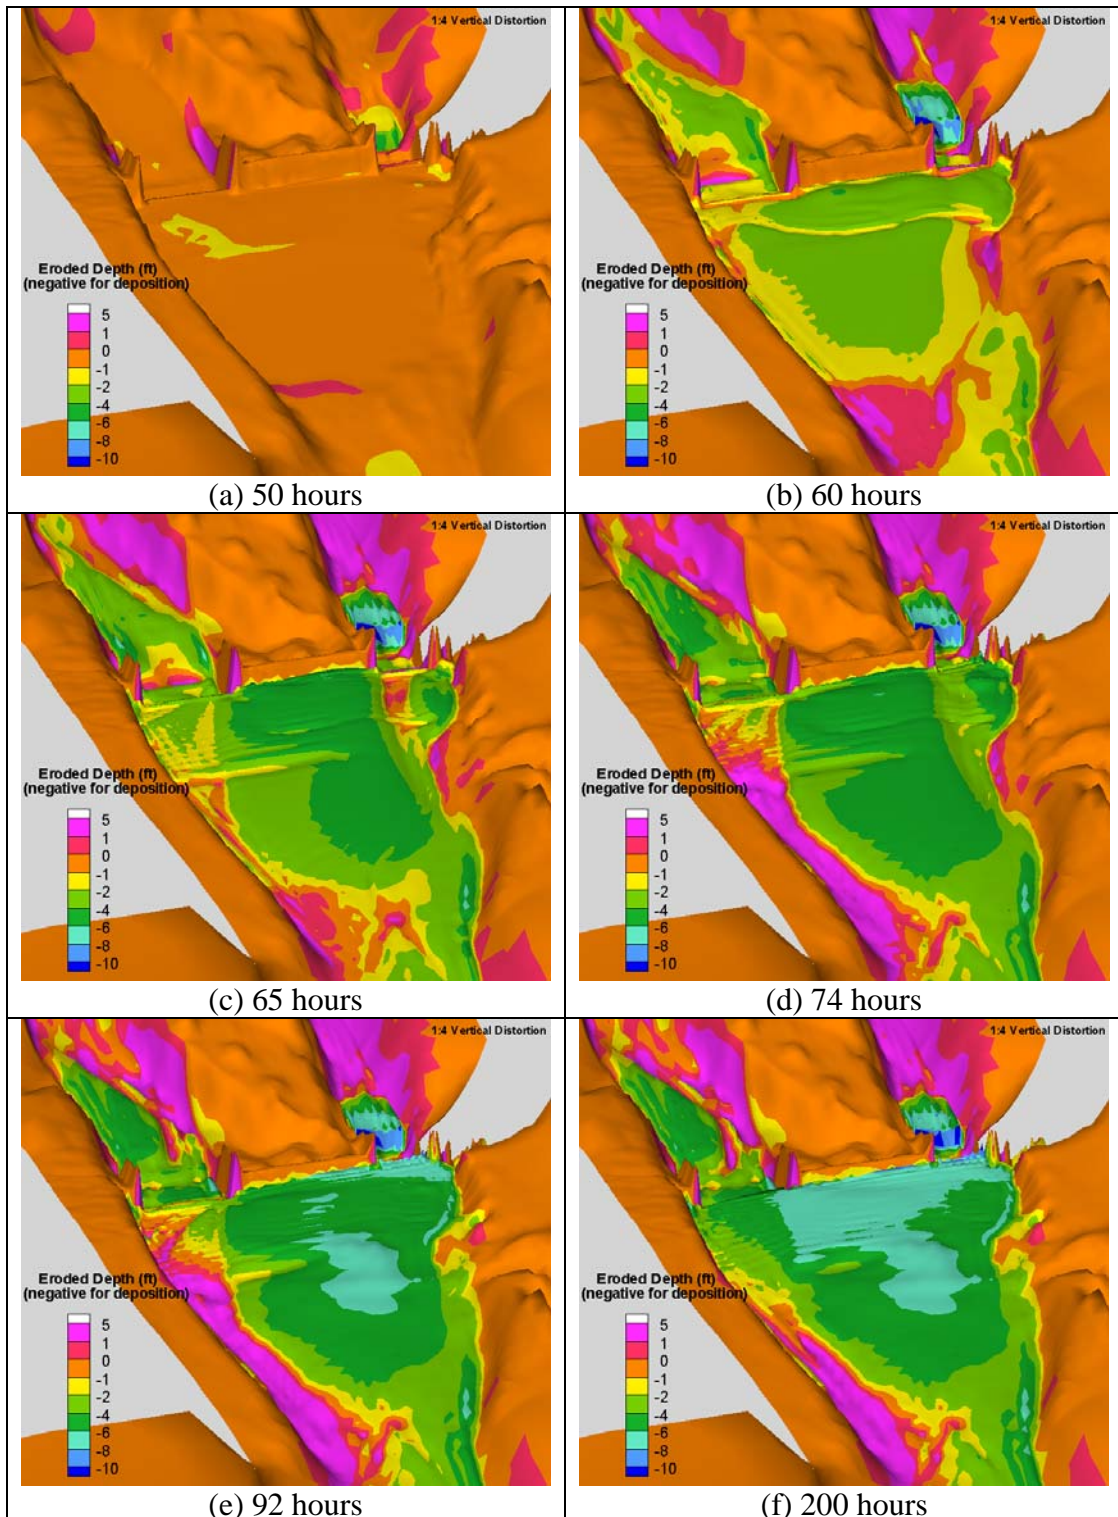 1:4 Vertical Distortion
Eroded Depth (ft)
(negative for deposition)
5
1
0
-1
-2
-4
-6
-8
-10
(a) 50 hours
1:4 Vertical Distortion
Eroded Depth (ft)
(negative for deposition)
5
1
0
-1
-2
-4
-6
-8
-10
(b) 60 hours
1:4 Vertical Distortion
Eroded Depth (ft)
(negative for deposition)
5
1
0
-1
-2
-4
-6
-8
-10
(c) 65 hours
1:4 Vertical Distortion
Eroded Depth (ft)
(negative for deposition)
5
1
0
-1
-2
-4
-6
-8
-10
(d) 74 hours
1:4 Vertical Distortion
Eroded Depth (ft)
(negative for deposition)
5
1
0
-1
-2
-4
-6
-8
-10
(e) 92 hours
1:4 Vertical Distortion
Eroded Depth (ft)
(negative for deposition)
5
1
0
-1
-2
-4
-6
-8
-10
(f) 200 hours